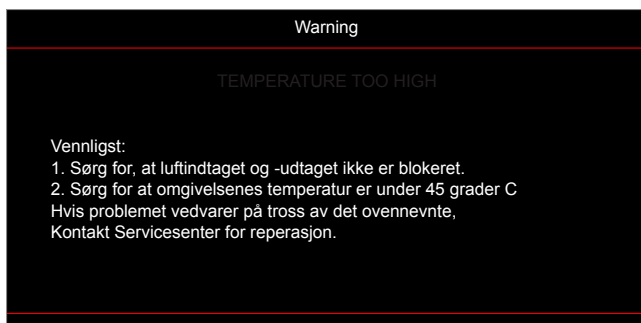 Warning
TEMPERATURE TOO HIGH
Vennligst:
1. Sørg for, at luftindtaget og -udtaget ikke er blokeret.
2. Sørg for at omgivelsenes temperatur er under 45 grader C
Hvis problemet vedvarer på tross av det ovennevnte,
Kontakt Servicesenter for reperasjon.